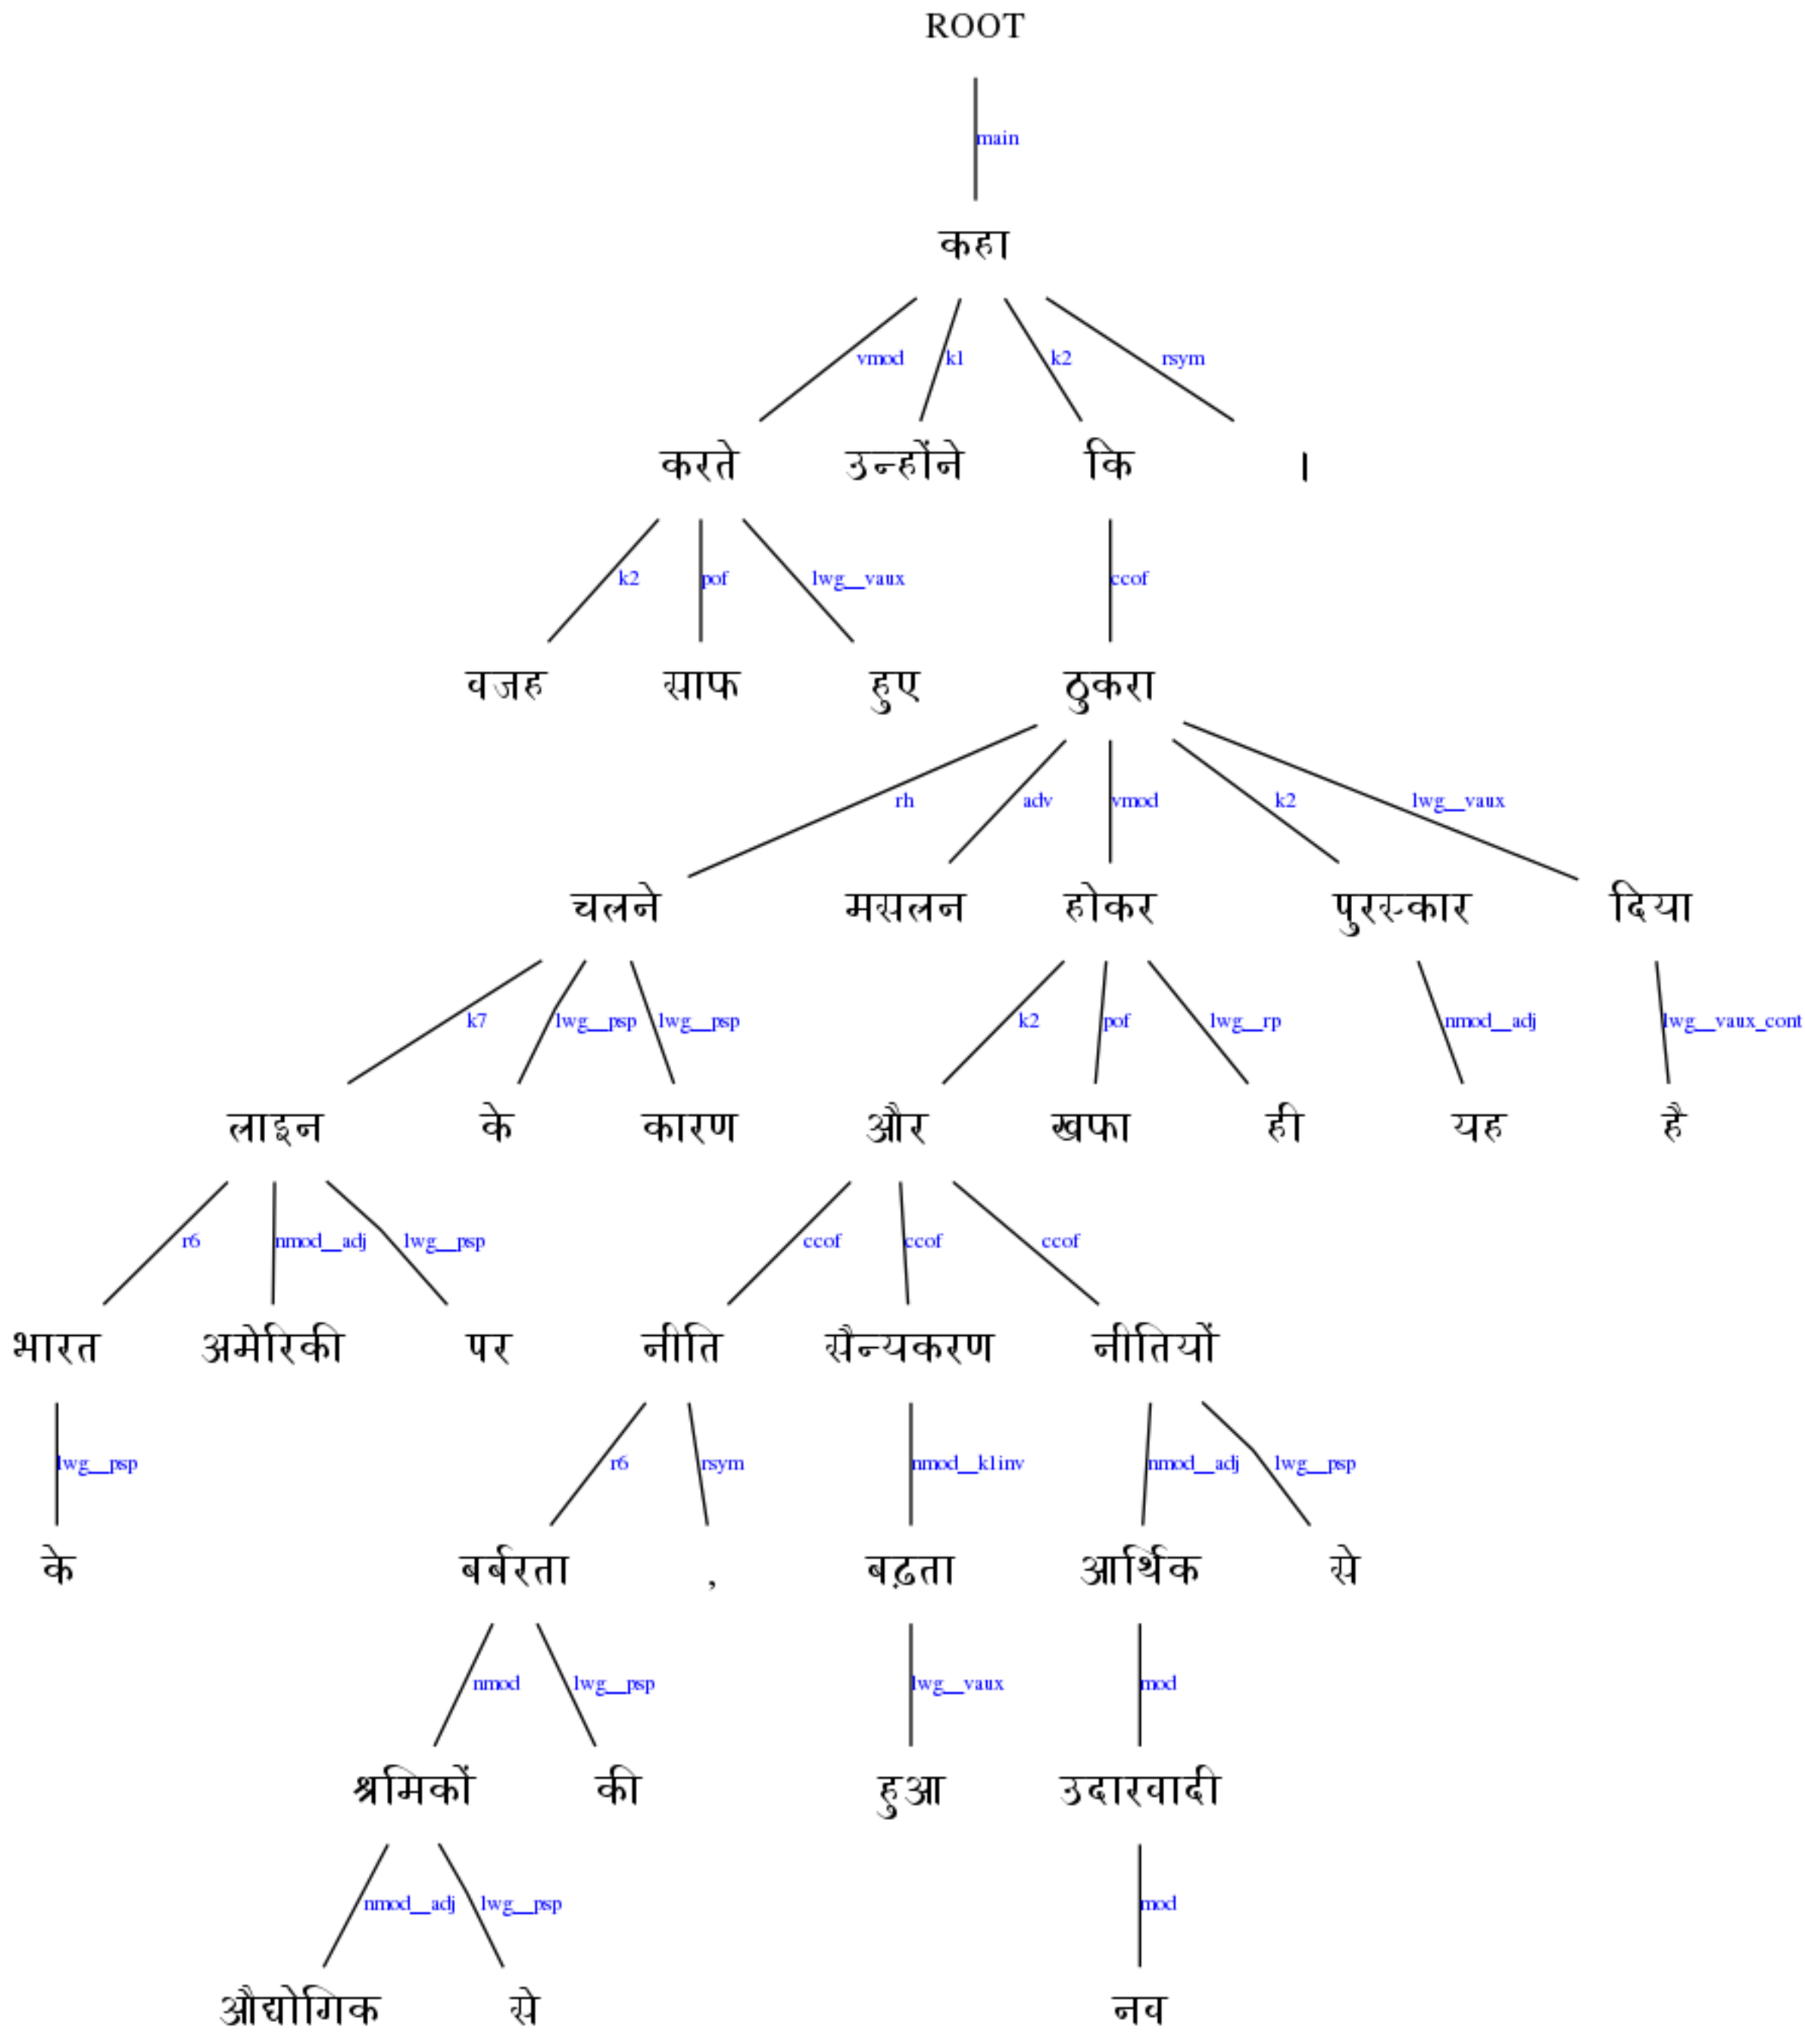 ROOT
main
कहा
vmod k1 k2 rsym
करते उन्होंने कि ।
k2 pof lwg__vaux ccof
वजह साफ हुए ठुकरा
rh adv vmod k2 lwg__vaux
चलने मसलन होकर पुरस्कार दिया
k7 lwg__psp lwg__psp k2 pof lwg__rp nmod__adj lwg__vaux_cont
लाइन के कारण और खफा ही यह है
r6 nmod__adj lwg__psp ccof ccof ccof
भारत अमेरिकी पर नीति सैन्यकरण नीतियों
lwg__psp r6 rsym nmod__k1inv nmod__adj lwg__psp
के बर्बरता , बढ़ता आर्थिक से
nmod lwg__psp lwg__vaux mod
श्रमिकों की हुआ उदारवादी
nmod__adj lwg__psp mod
औद्योगिक से नव